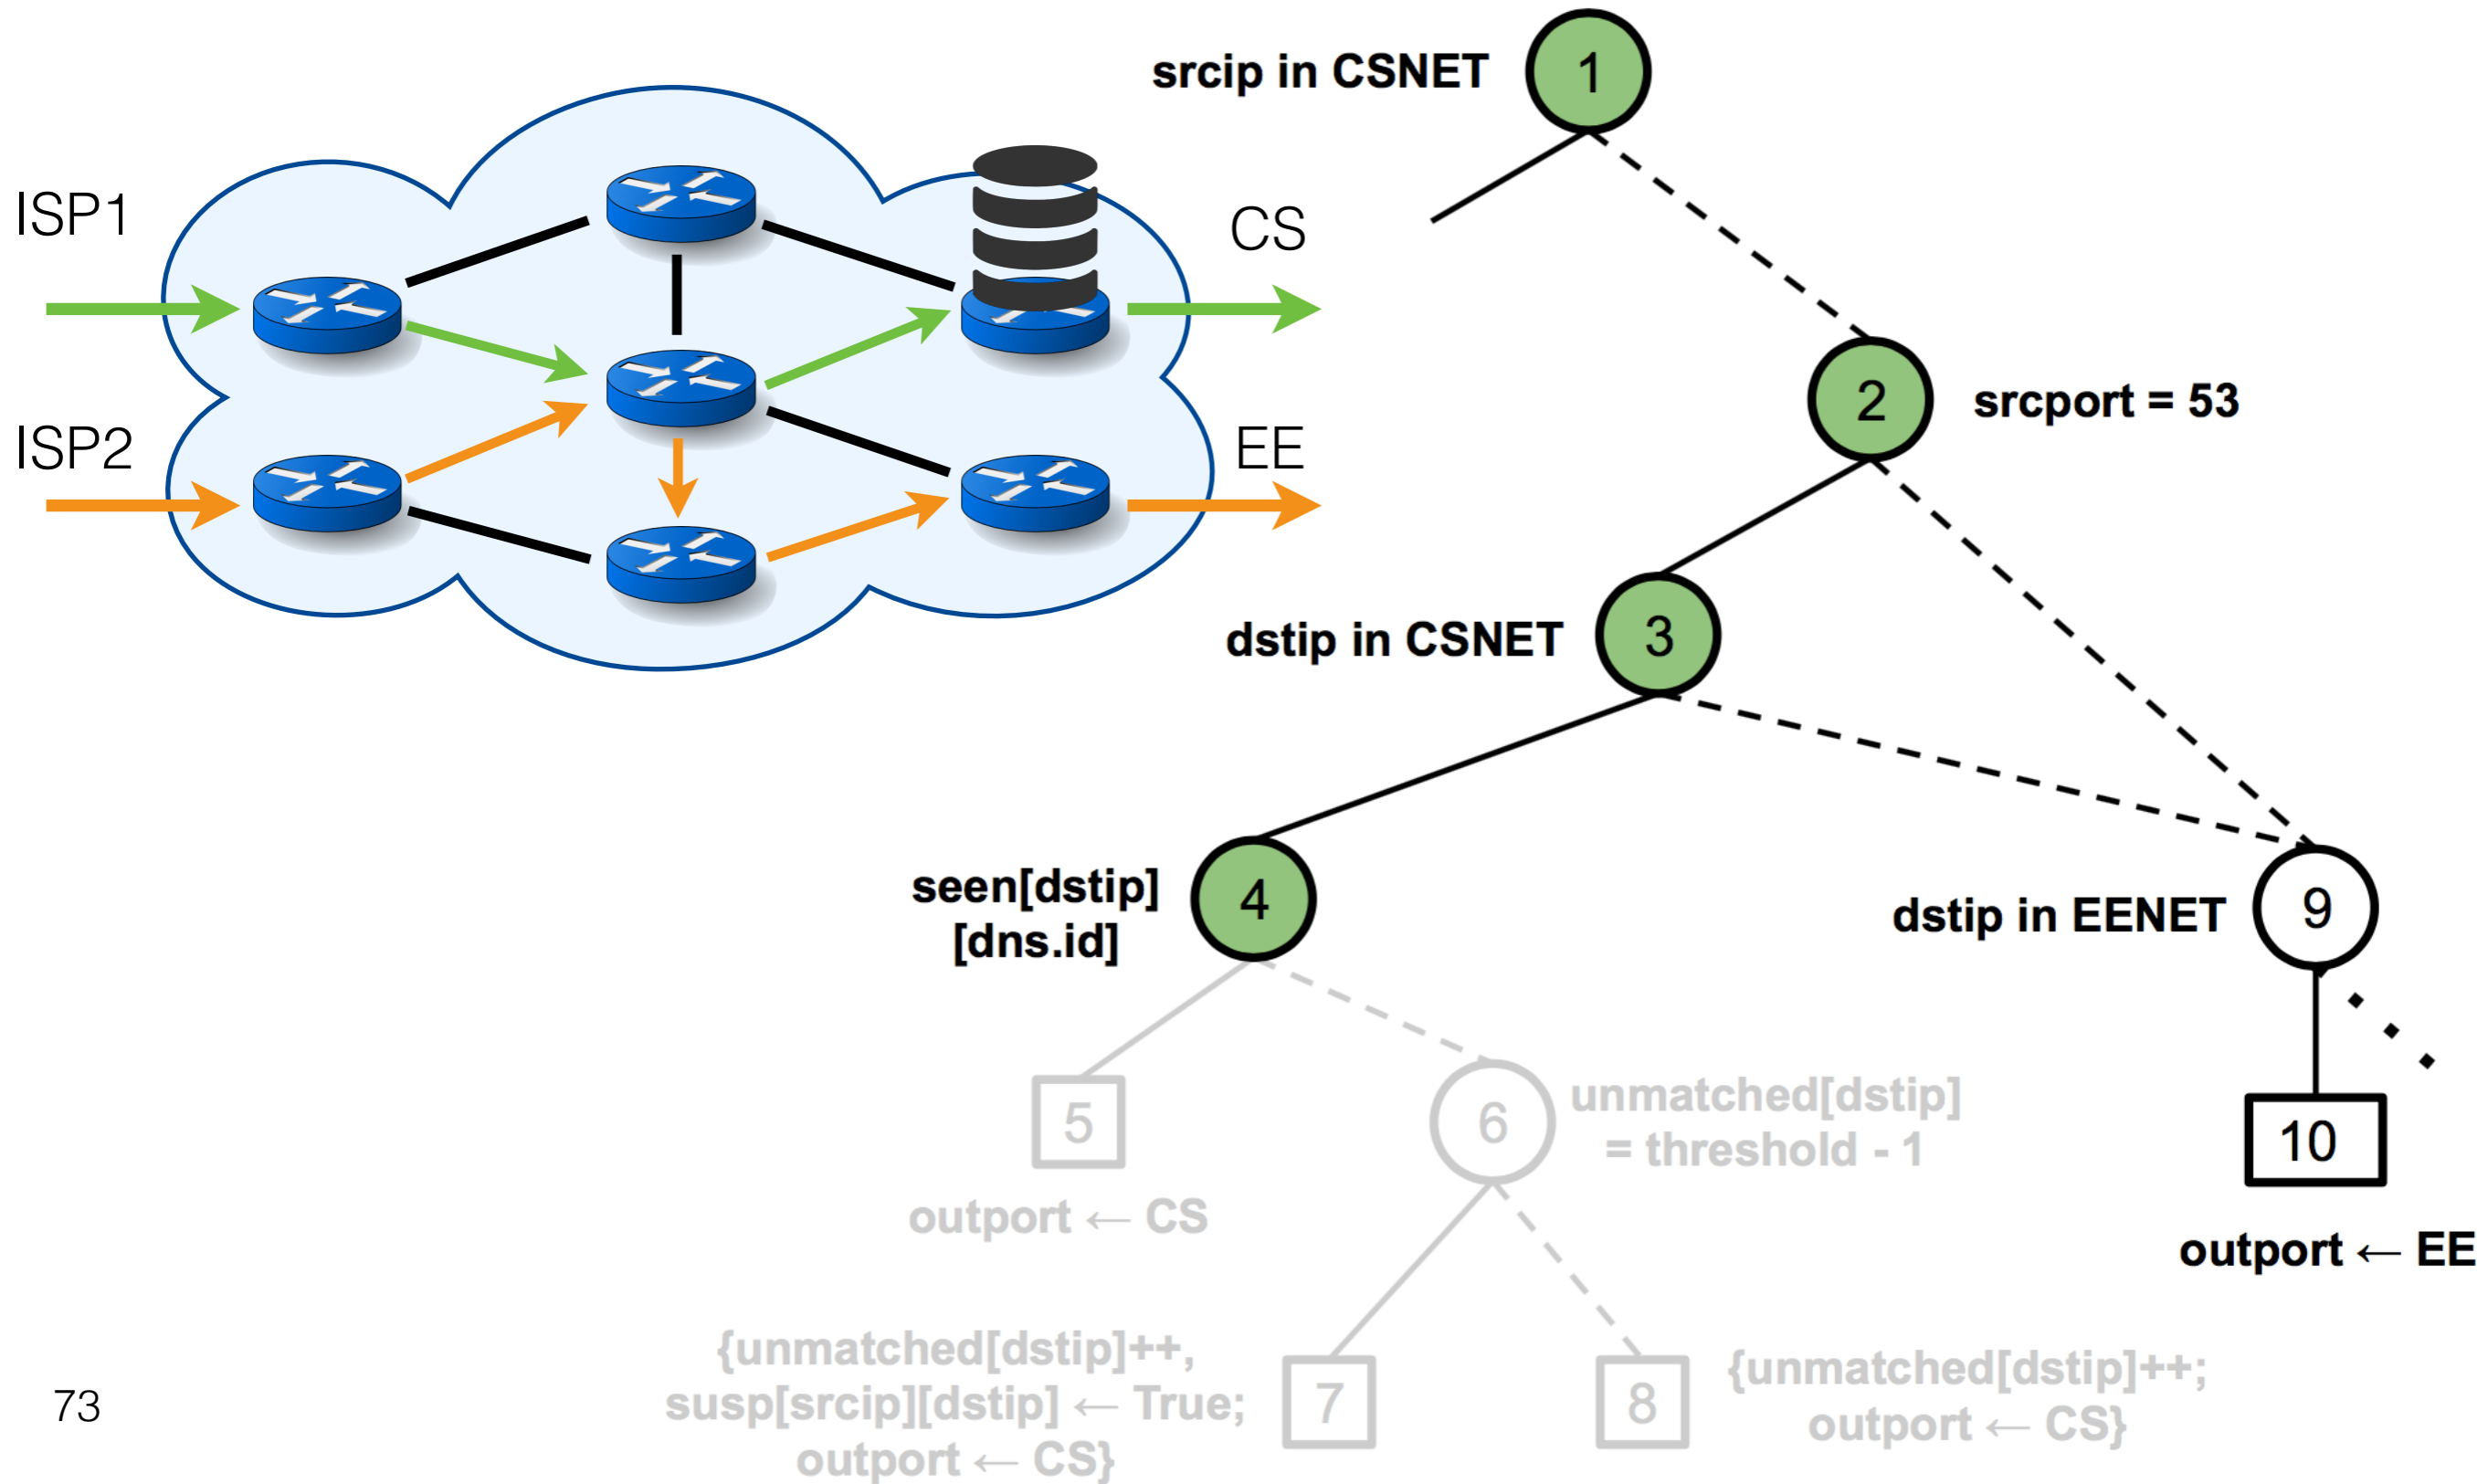 ISP1
ISP2
CS
EE
srcip in CSNET
1
2
srcport = 53
dstip in CSNET
3
seen[dstip]
[dns.id]
4
dstip in EENET
9
5
outport ← CS
6
unmatched[dstip]
= threshold - 1
10
outport ← EE
{unmatched[dstip]++,
susp[srcip][dstip] ← True;
outport ← CS}
7
8
{unmatched[dstip]++;
outport ← CS}
73